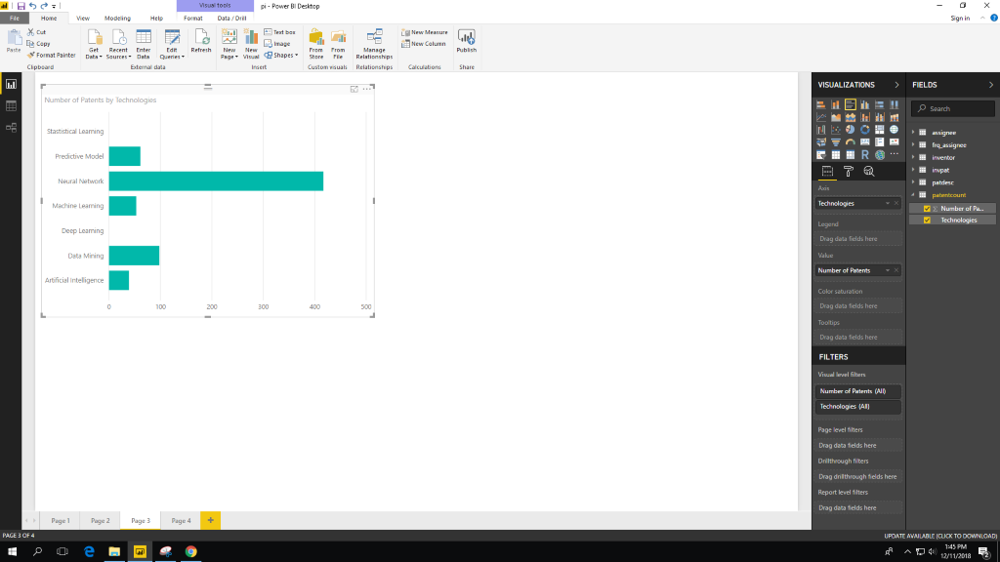 Visual tools
pi - Power BI Desktop
File Home View Modeling Help Format Data / Drill Sign in
Paste
Cut
Copy
Format Painter
Clipboard
Get Data
Recent Sources
Enter Data
Edit Queries
Refresh
External data
New Page
New Visual
Text box
Image
Shapes
Insert
From Store
From File
Custom visuals
Manage Relationships
Relationships
New Measure
New Column
Calculations
Publish
Share
Number of Patents by Technologies
Stastistical Learning
Predictive Model
Neural Network
Machine Learning
Deep Learning
Data Mining
Artificial Intelligence
0 100 200 300 400 500
VISUALIZATIONS
R
Axis
Technologies
Legend
Drag data fields here
Value
Number of Patents
Color saturation
Drag data fields here
Tooltips
Drag data fields here
FILTERS
Visual level filters
Number of Patents (All)
Technologies (All)
Page level filters
Drag data fields here
Drillthrough filters
Drag drillthrough fields here
Report level filters
Drag data fields here
FIELDS
Search
assignee
frq_assignee
inventor
invpat
patdesc
patentcount
Σ Number of Pa...
Technologies
Page 1 Page 2 Page 3 Page 4 +
PAGE 3 OF 4
UPDATE AVAILABLE (CLICK TO DOWNLOAD)
1:45 PM
12/11/2018
2